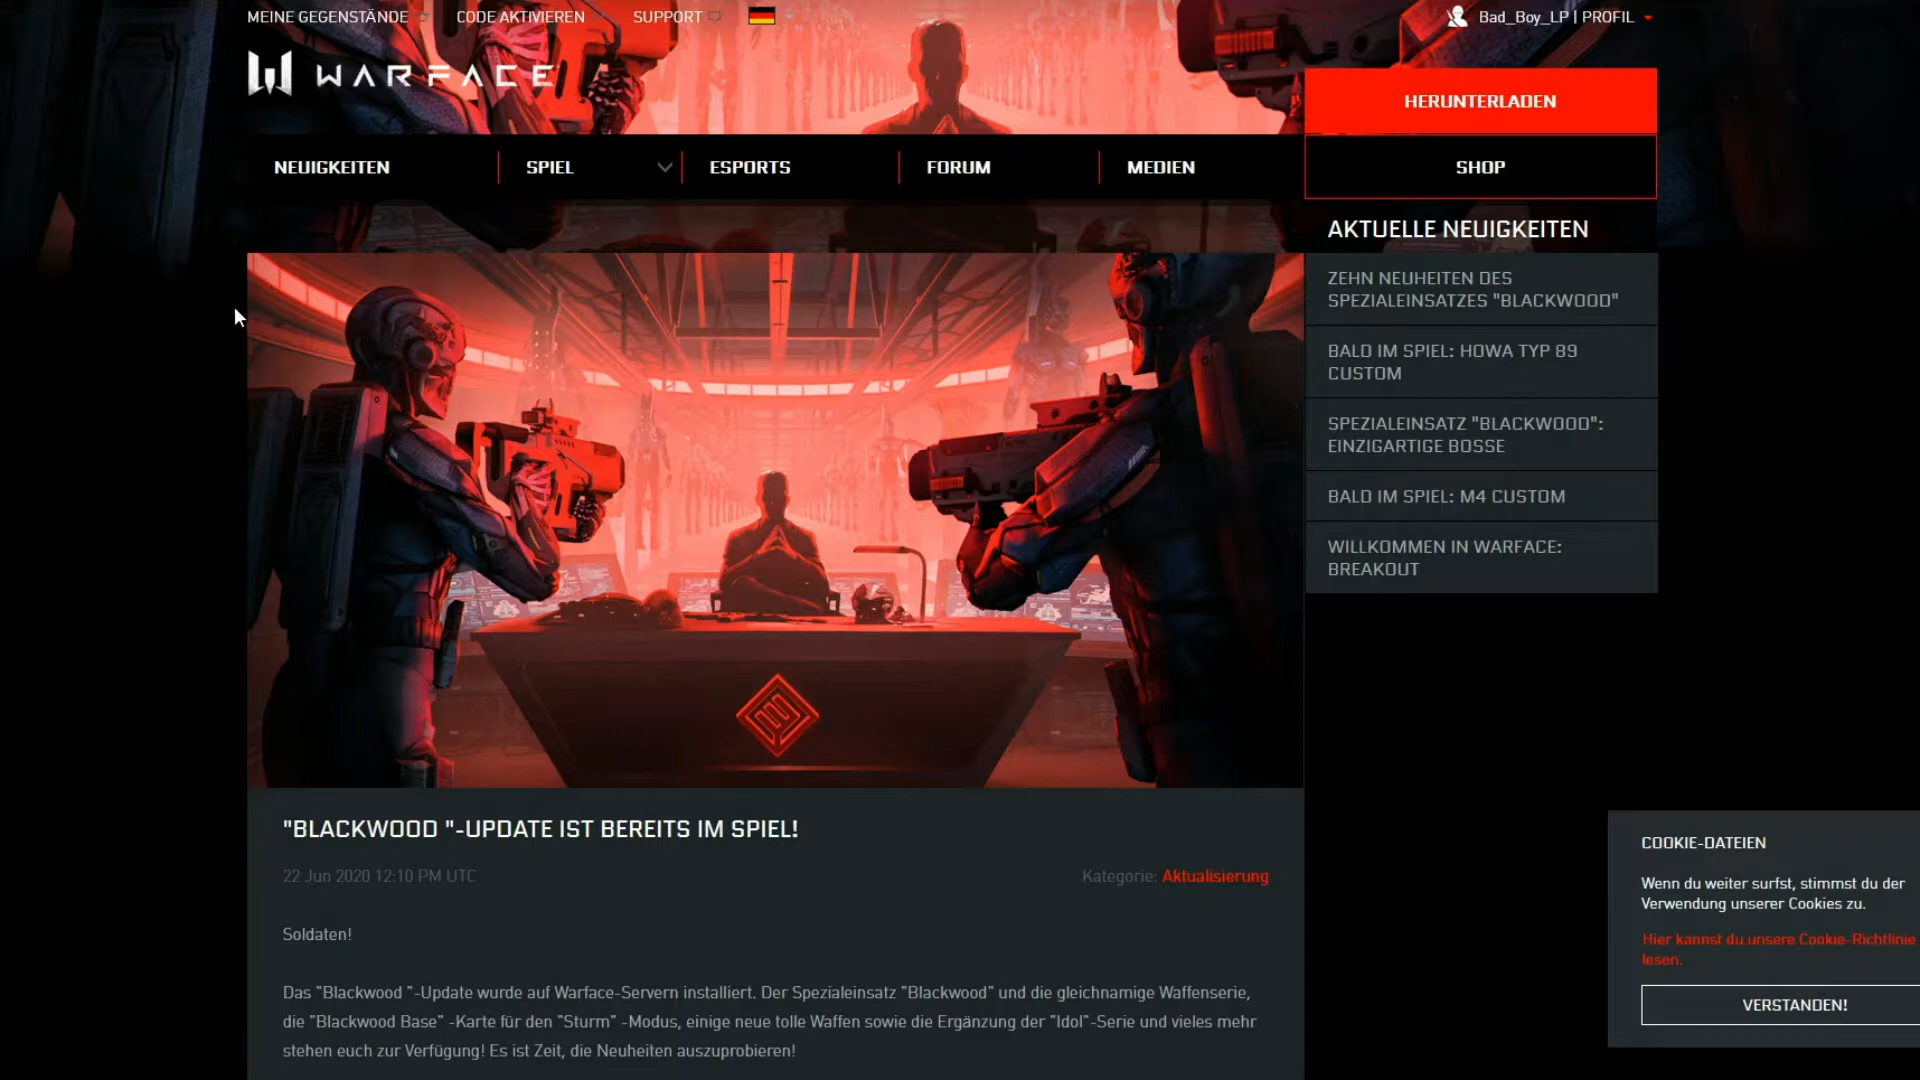 MEINE GEGENSTÄNDE
CODE AKTIVIEREN
SUPPORT
Bad_Boy_LP | PROFIL
WARFACE
HERUNTERLADEN
NEUIGKEITEN
SPIEL
ESPORTS
FORUM
MEDIEN
SHOP
AKTUELLE NEUIGKEITEN
ZEHN NEUHEITEN DES
SPEZIALEINSATZES "BLACKWOOD"
BALD IM SPIEL: HOWA TYP 89
CUSTOM
SPEZIALEINSATZ "BLACKWOOD":
EINZIGARTIGE BOSSE
BALD IM SPIEL: M4 CUSTOM
WILLKOMMEN IN WARFACE:
BREAKOUT
"BLACKWOOD "-UPDATE IST BEREITS IM SPIEL!
22 Jun 2020 12:10 PM UTC
Kategorie: Aktualisierung
Soldaten!
Das "Blackwood "-Update wurde auf Warface-Servern installiert. Der Spezialeinsatz "Blackwood" und die gleichnamige Waffenserie,
die "Blackwood Base" -Karte für den "Sturm" -Modus, einige neue tolle Waffen sowie die Ergänzung der "Idol"-Serie und vieles mehr
stehen euch zur Verfügung! Es ist Zeit, die Neuheiten auszuprobieren!
COOKIE-DATEIEN
Wenn du weiter surfst, stimmst du der
Verwendung unserer Cookies zu.
Hier kannst du unsere Cookie-Richtlinie
lesen.
VERSTANDEN!